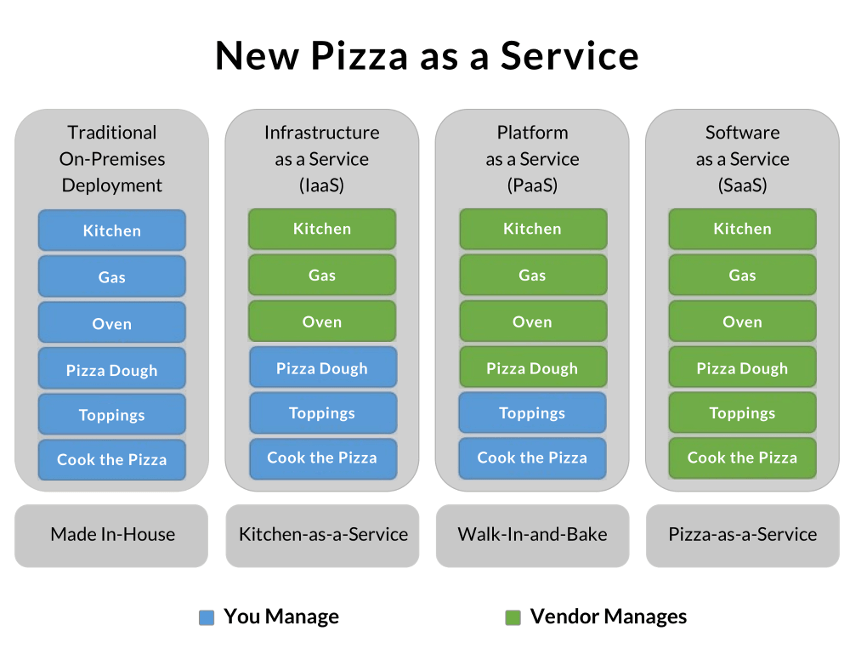 New Pizza as a Service
Traditional
On-Premises
Deployment
Kitchen
Gas
Oven
Pizza Dough
Toppings
Cook the Pizza
Made In-House
Infrastructure
as a Service
(IaaS)
Kitchen
Gas
Oven
Pizza Dough
Toppings
Cook the Pizza
Kitchen-as-a-Service
Platform
as a Service
(PaaS)
Kitchen
Gas
Oven
Pizza Dough
Toppings
Cook the Pizza
Walk-In-and-Bake
Software
as a Service
(SaaS)
Kitchen
Gas
Oven
Pizza Dough
Toppings
Cook the Pizza
Pizza-as-a-Service
You Manage
Vendor Manages